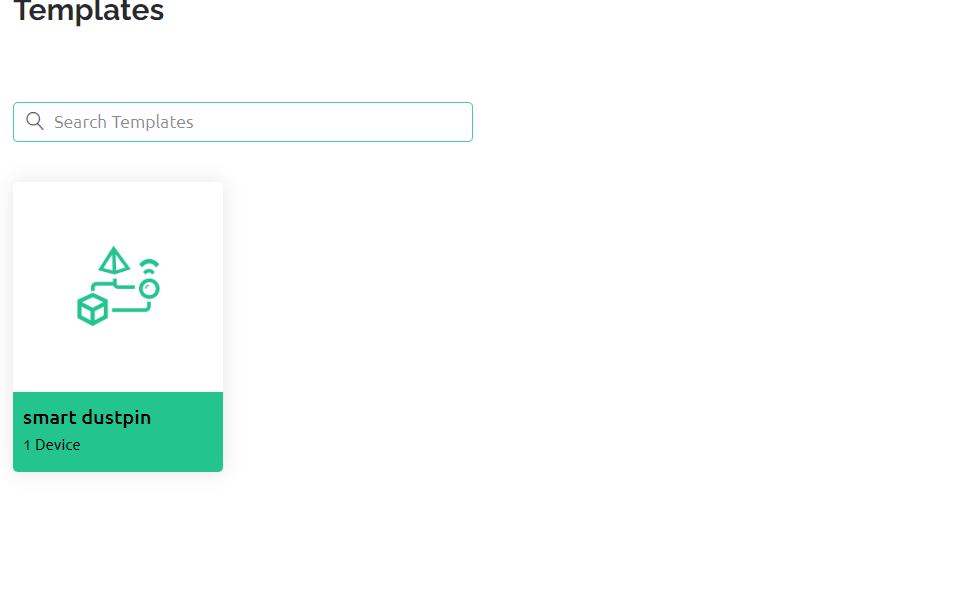 Templates
Search Templates
smart dustpin
1 Device